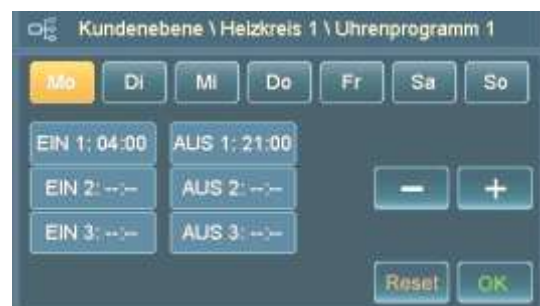 Kundenebene \ Helzkreis 1 \ Uhrenprogramm 1
Mo Di Mi Do Fr Sa So
EIN 1: 04:00 AUS 1: 21:00
EIN 2: --:-- AUS 2: --:--
− +
EIN 3: --:-- AUS 3: --:--
Reset OK